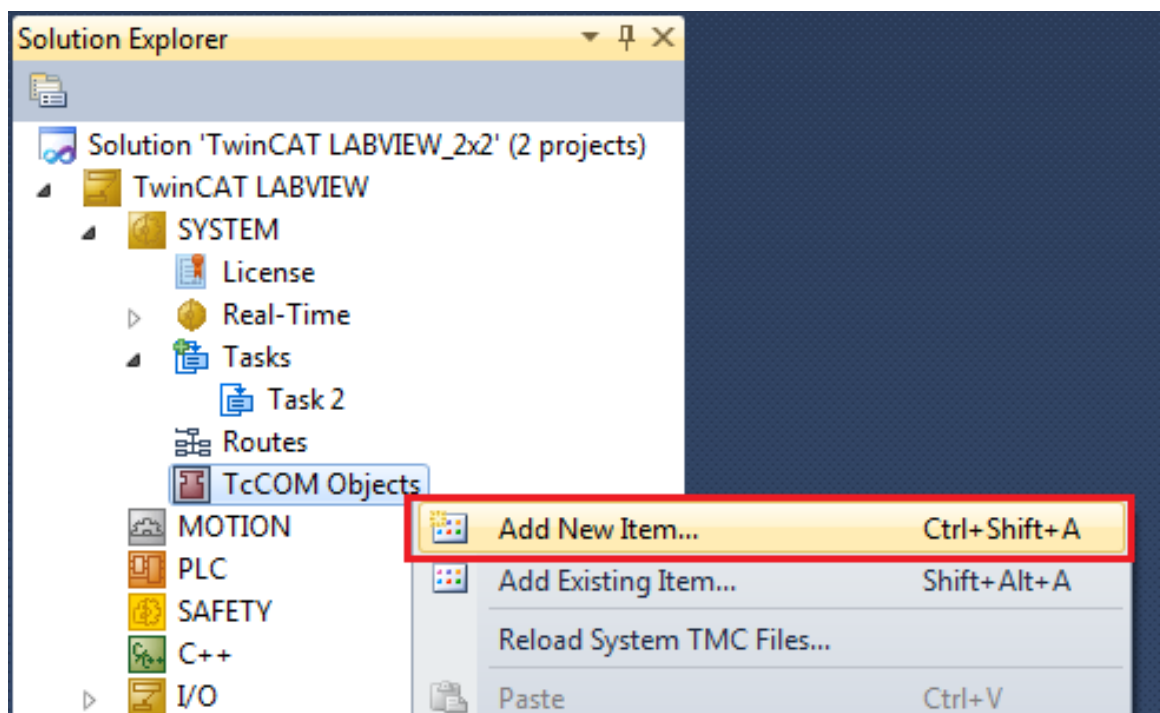 Solution Explorer
Solution 'TwinCAT LABVIEW_2x2' (2 projects)
TwinCAT LABVIEW
SYSTEM
License
Real-Time
Tasks
Task 2
Routes
TcCOM Objects
MOTION
Add New Item... Ctrl+Shift+A
PLC
Add Existing Item... Shift+Alt+A
SAFETY
Reload System TMC Files...
C++
I/O
Paste Ctrl+V